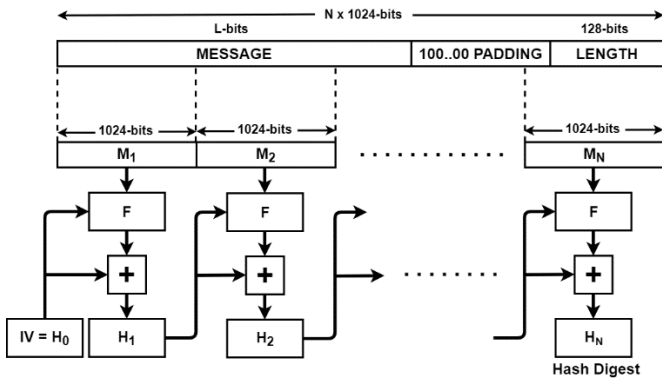 N x 1024-bits
L-bits 128-bits
MESSAGE 100..00 PADDING LENGTH
1024-bits 1024-bits 1024-bits
M1 M2 MN
F F F
+ + +
IV = H0 H1 H2 HN
Hash Digest